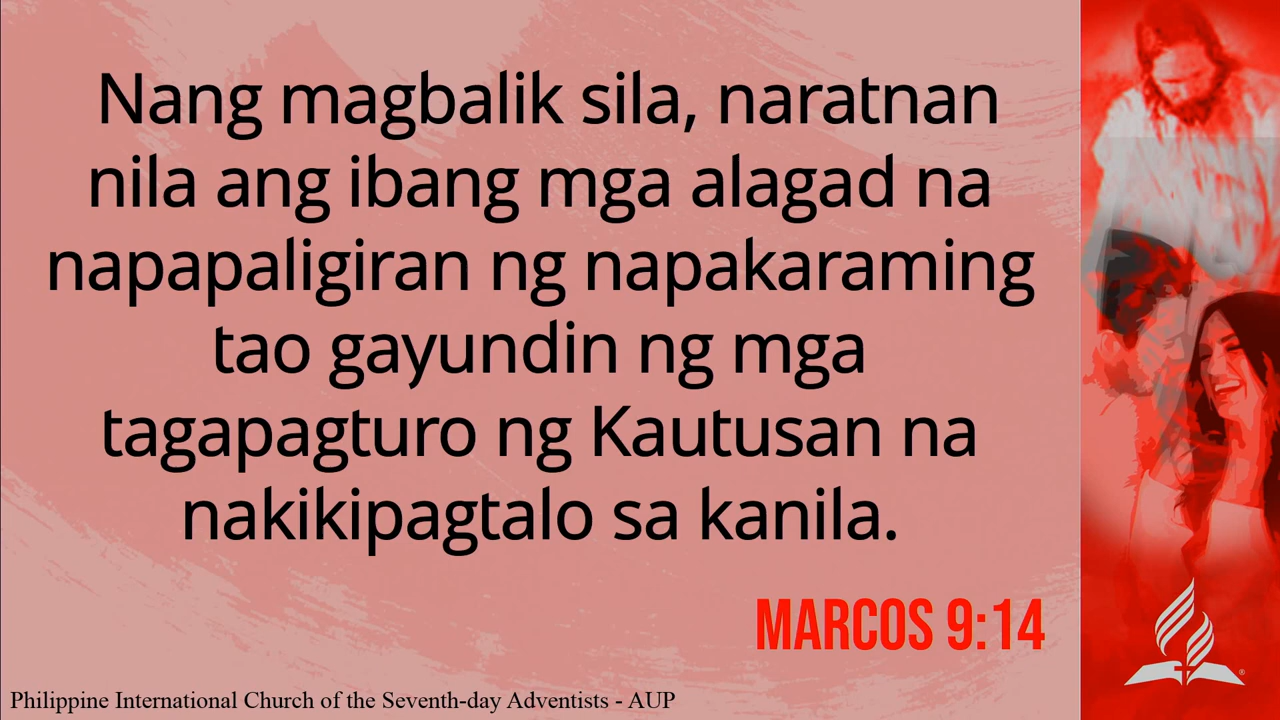 Nang magbalik sila, naratnan
nila ang ibang mga alagad na
napapaligiran ng napakaraming
tao gayundin ng mga
tagapagturo ng Kautusan na
nakikipagtalo sa kanila.
MARCOS 9:14
Philippine International Church of the Seventh-day Adventists - AUP
®